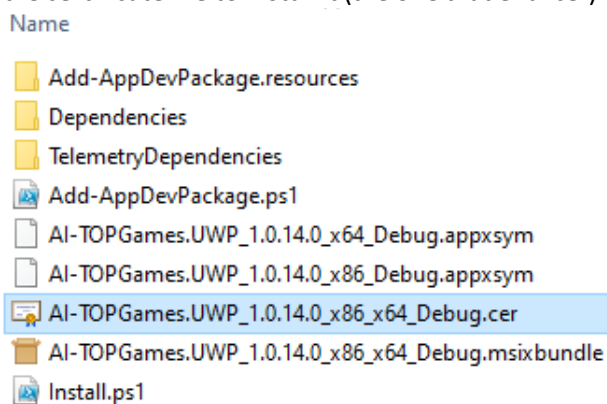 Name
Add-AppDevPackage.resources
Dependencies
TelemetryDependencies
Add-AppDevPackage.ps1
AI-TOPGames.UWP_1.0.14.0_x64_Debug.appxsym
AI-TOPGames.UWP_1.0.14.0_x86_Debug.appxsym
AI-TOPGames.UWP_1.0.14.0_x86_x64_Debug.cer
AI-TOPGames.UWP_1.0.14.0_x86_x64_Debug.msixbundle
Install.ps1